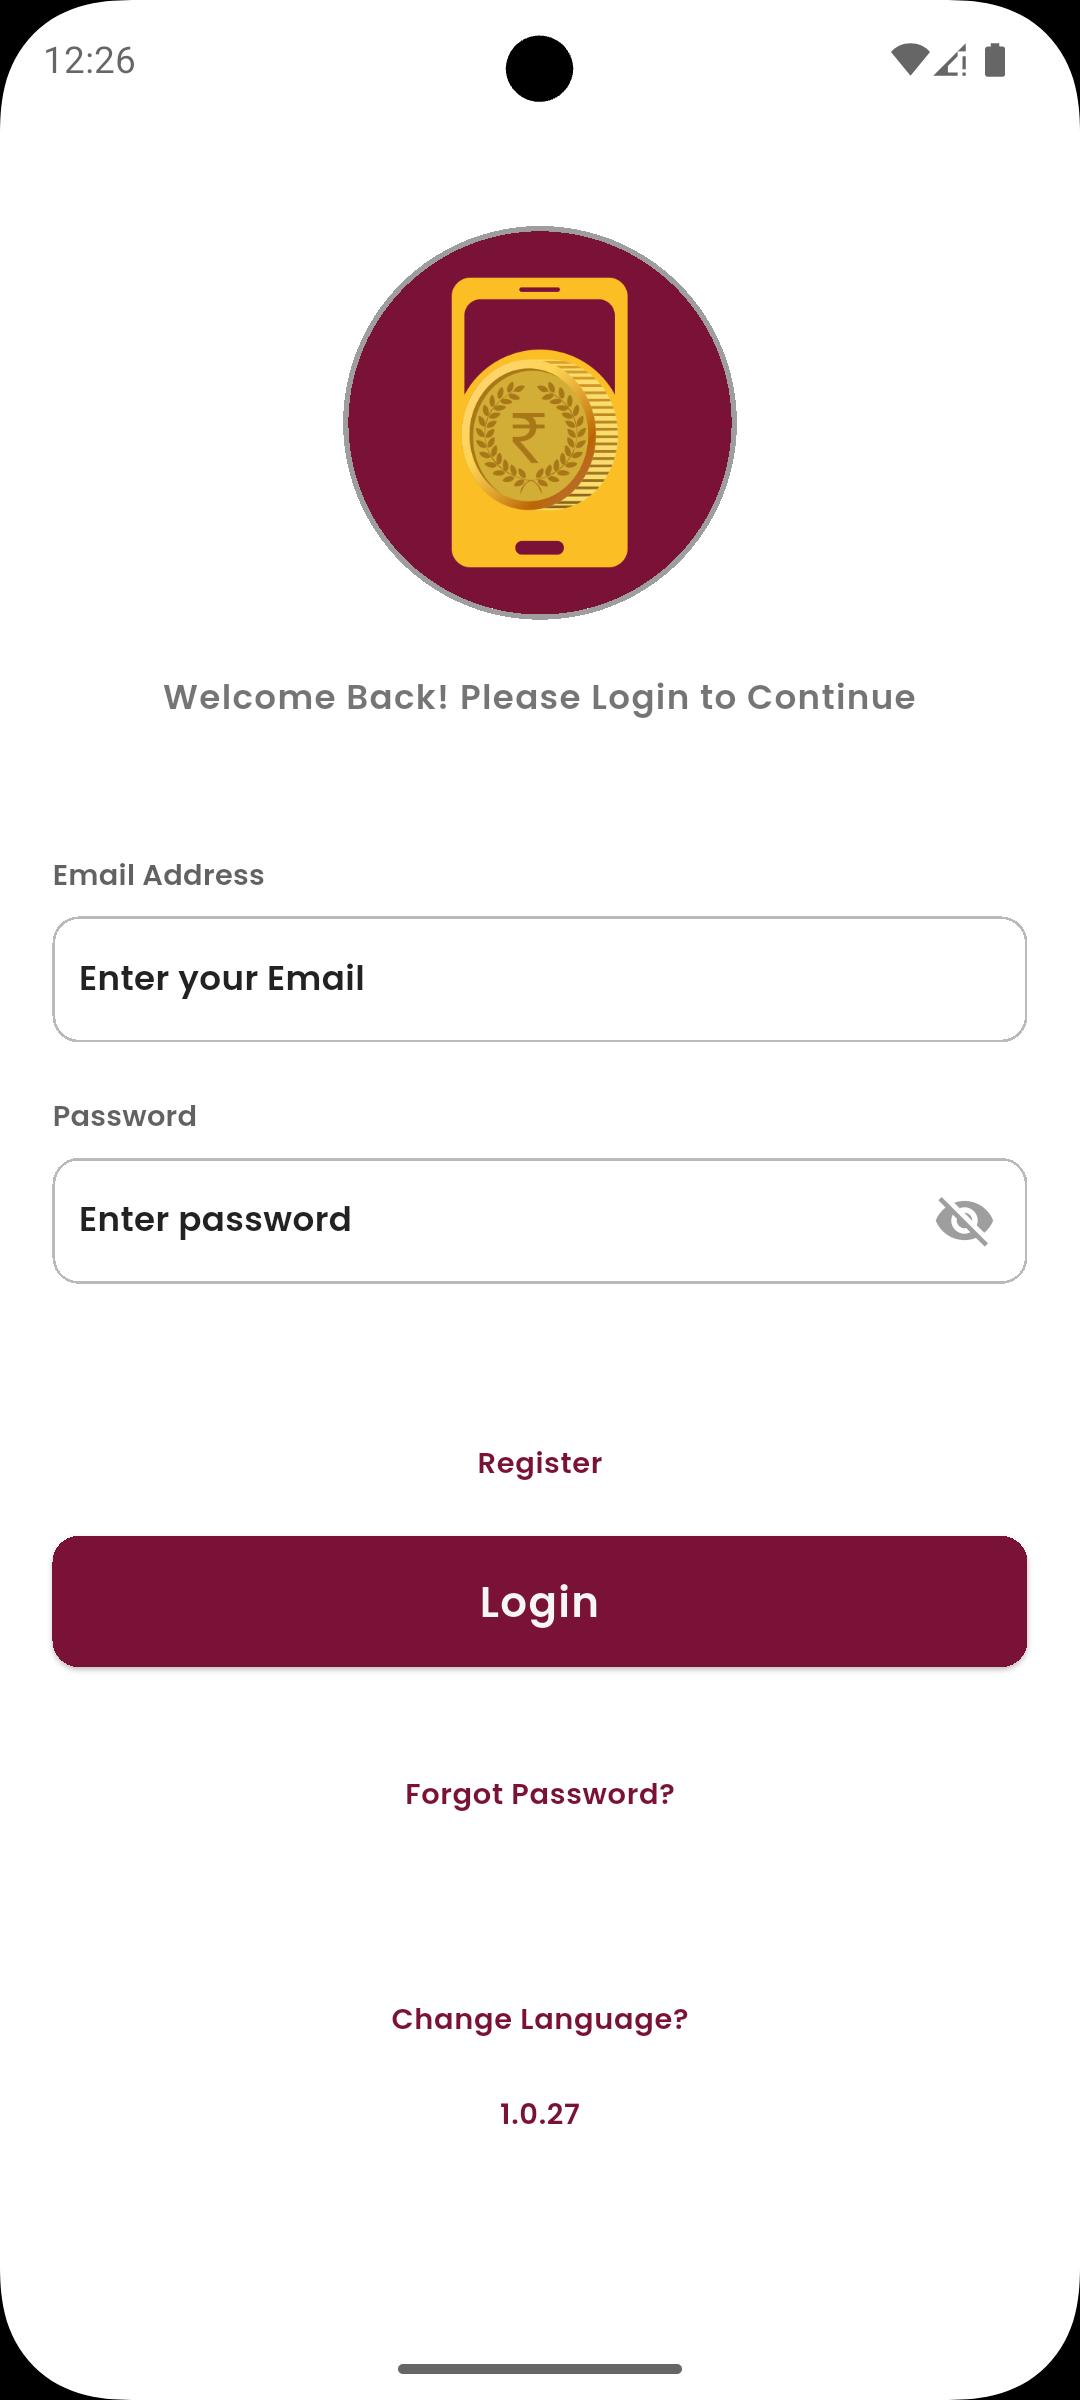 12:26
₹
Welcome Back! Please Login to Continue
Email Address
Enter your Email
Password
Enter password
Register
Login
Forgot Password?
Change Language?
1.0.27